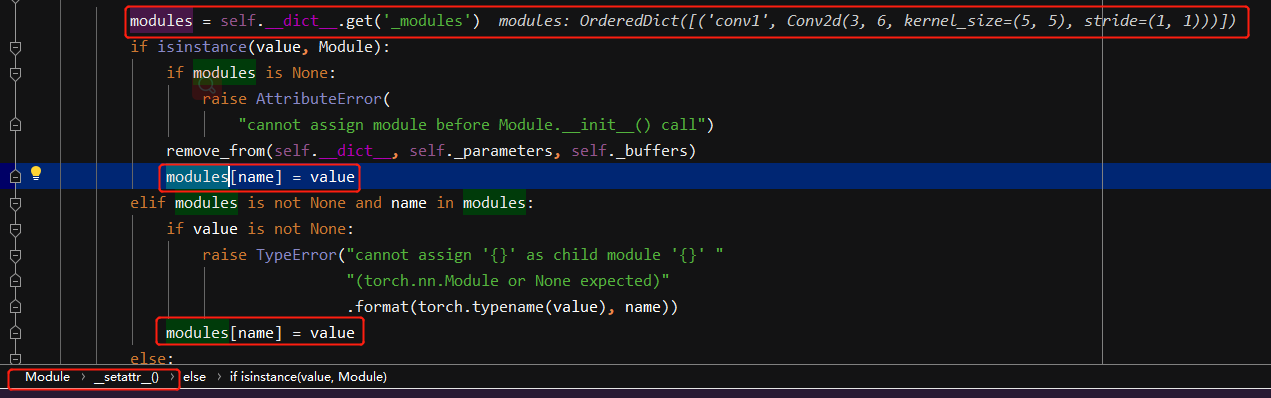 modules = self.__dict__.get('_modules')  modules: OrderedDict([('conv1', Conv2d(3, 6, kernel_size=(5, 5), stride=(1, 1)))])
if isinstance(value, Module):
if modules is None:
raise AttributeError(
"cannot assign module before Module.__init__() call")
remove_from(self.__dict__, self._parameters, self._buffers)
modules[name] = value
elif modules is not None and name in modules:
if value is not None:
raise TypeError("cannot assign '{}' as child module '{}' "
"(torch.nn.Module or None expected)"
.format(torch.typename(value), name))
modules[name] = value
else:
Module › __setattr__() › else › if isinstance(value, Module)